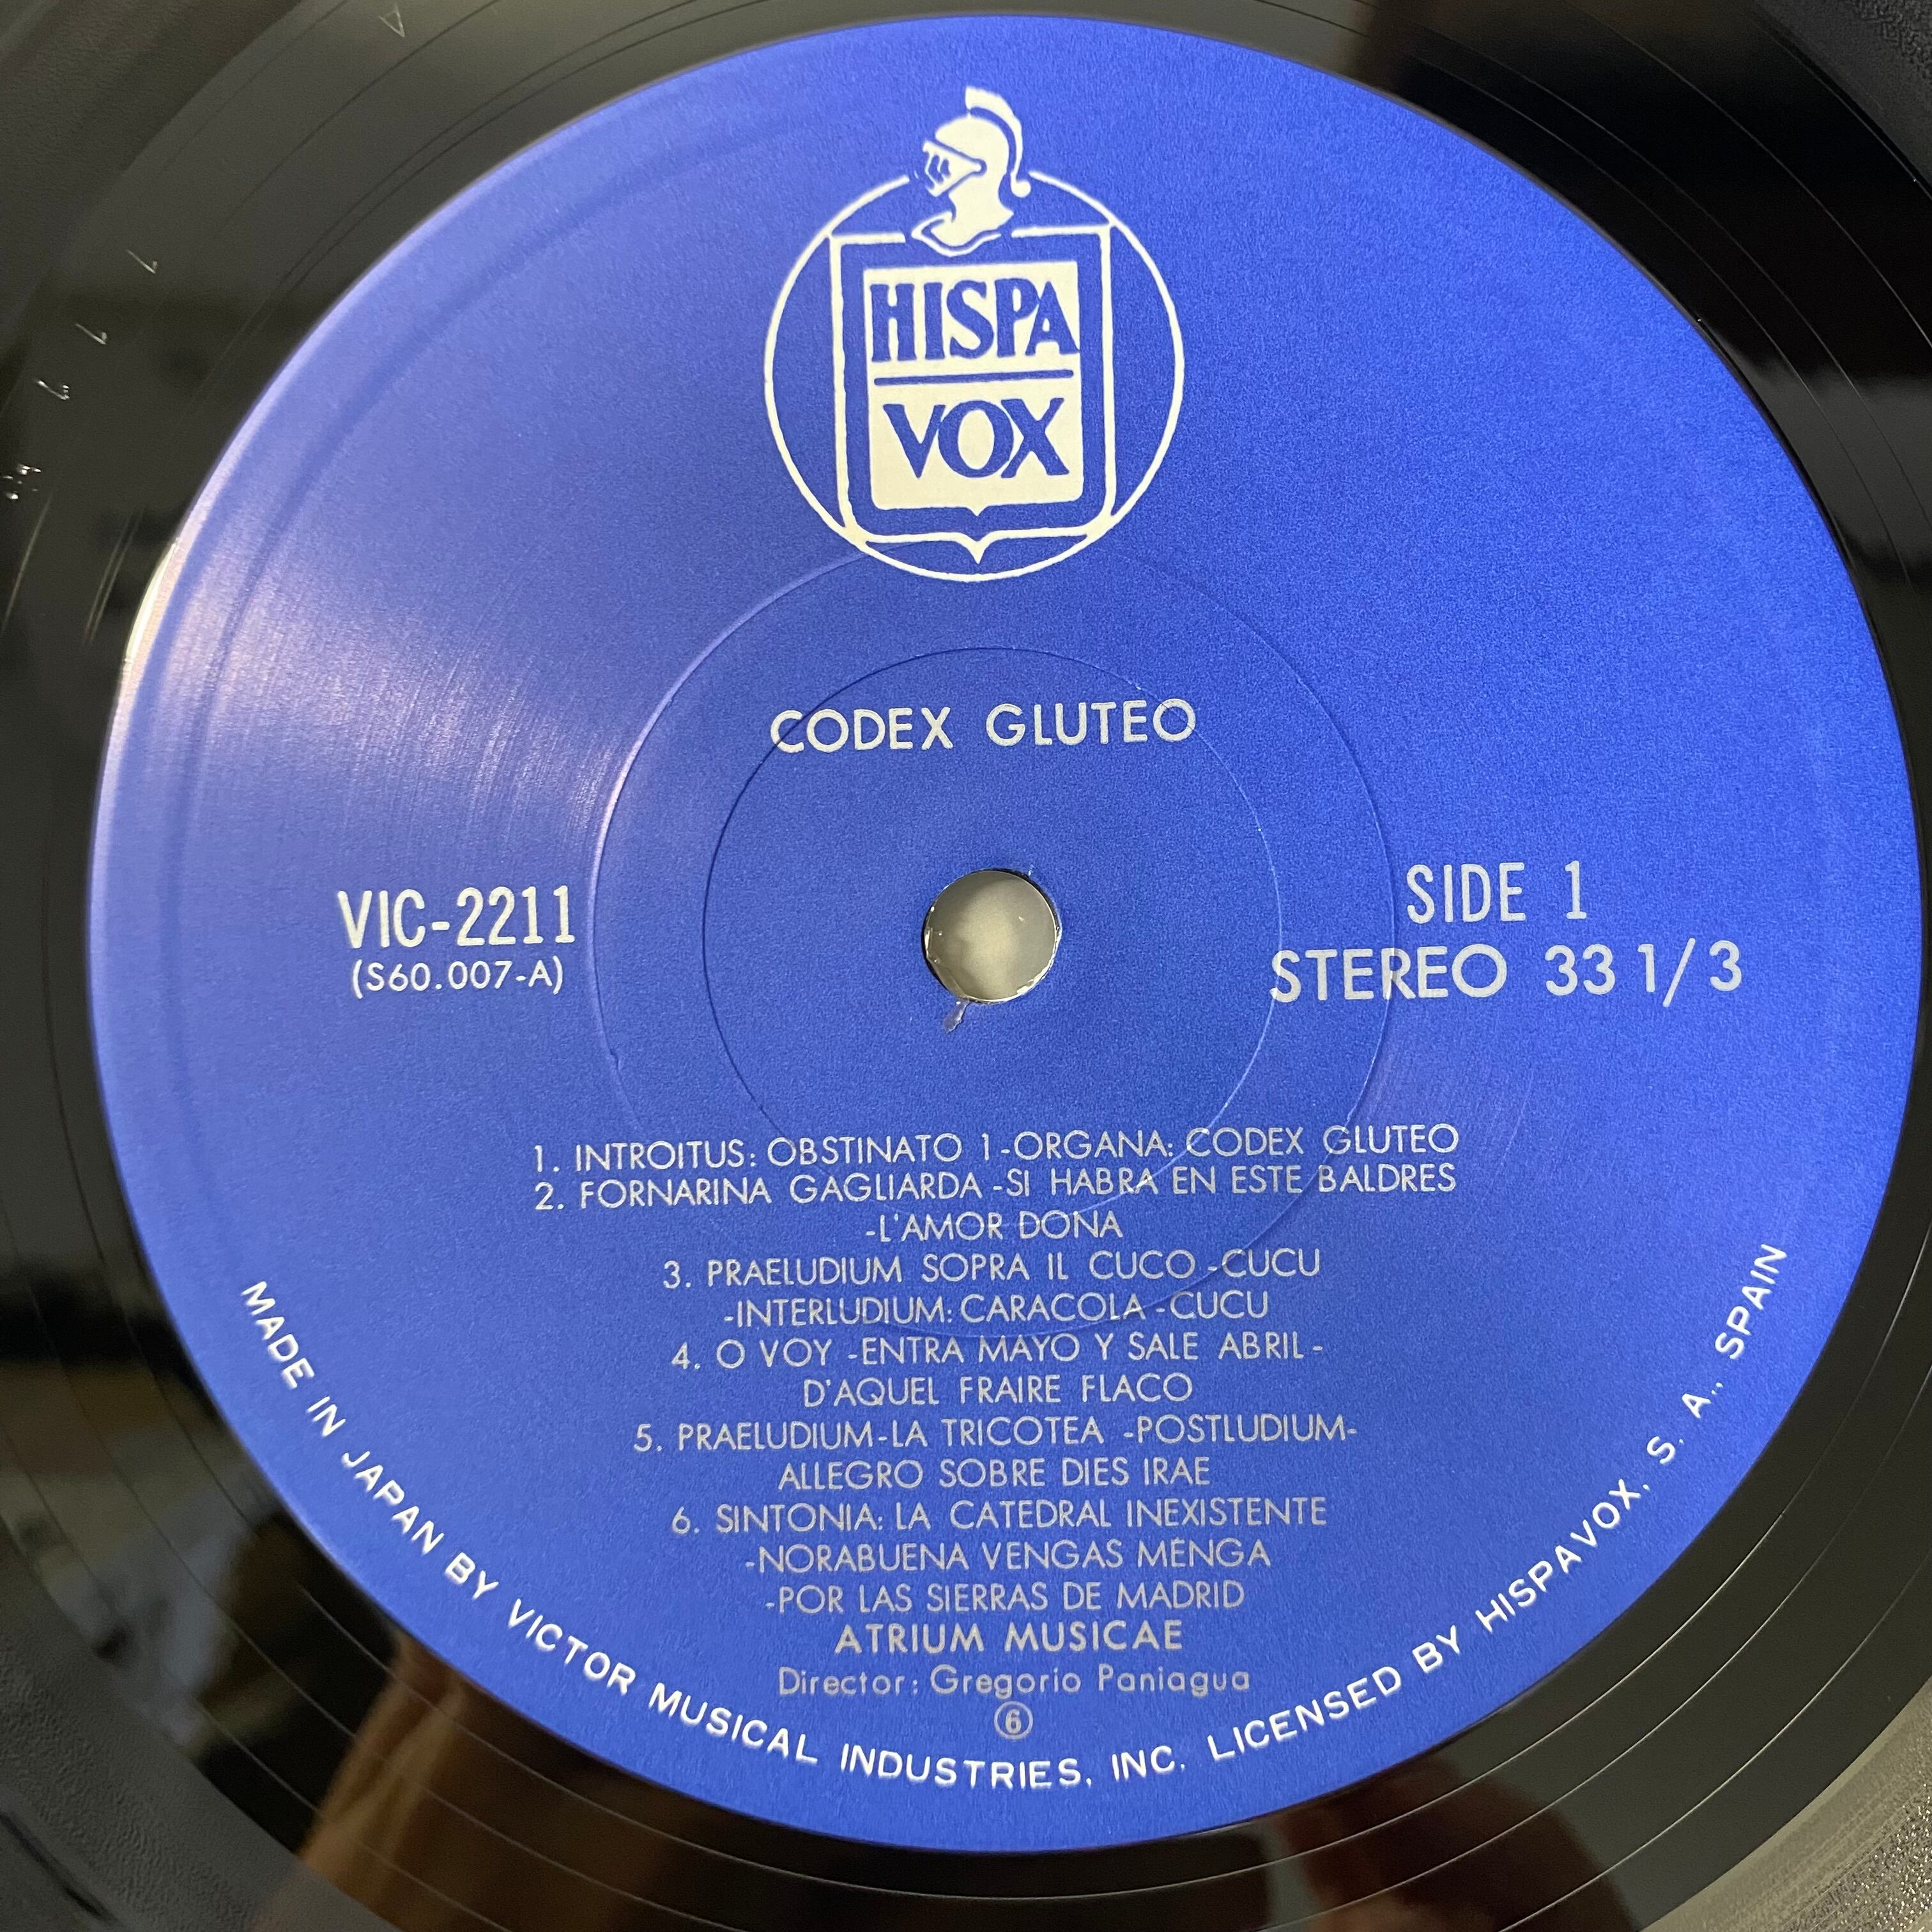 HISPA
VOX
CODEX GLUTEO
VIC-2211
(S60.007-A)
SIDE 1
STEREO 33 1/3
1. INTROITUS: OBSTINATO 1-ORGANA: CODEX GLUTEO
2. FORNARINA GAGLIARDA -SI HABRA EN ESTE BALDRES
-L'AMOR DONA
3. PRAELUDIUM SOPRA IL CUCO -CUCU
-INTERLUDIUM: CARACOLA -CUCU
4. O VOY -ENTRA MAYO Y SALE ABRIL-
D'AQUEL FRAIRE FLACO
5. PRAELUDIUM-LA TRICOTEA -POSTLUDIUM-
ALLEGRO SOBRE DIES IRAE
6. SINTONIA: LA CATEDRAL INEXISTENTE
-NORABUENA VENGAS MENGA
-POR LAS SIERRAS DE MADRID
ATRIUM MUSICAE
Director: Gregorio Paniagua
⑥
MADE IN JAPAN BY VICTOR MUSICAL INDUSTRIES, INC. LICENSED BY HISPAVOX, S. A., SPAIN